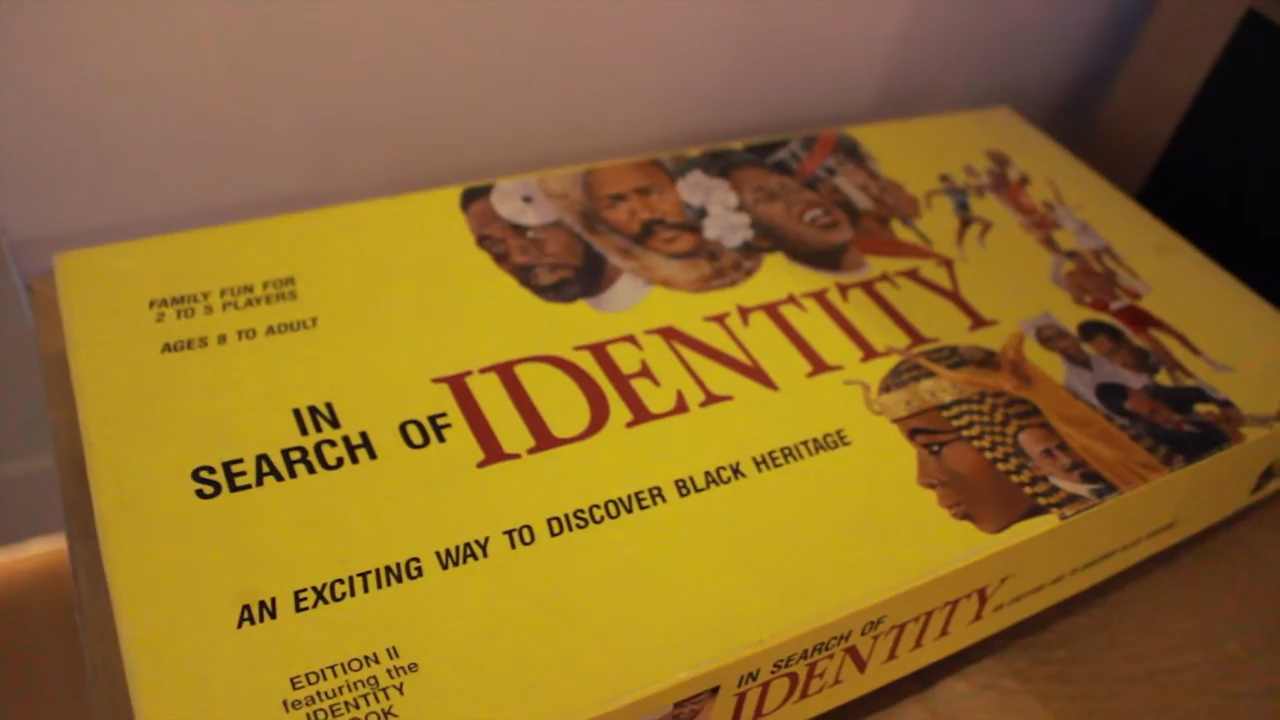 FAMILY FUN FOR
2 TO 5 PLAYERS
AGES 8 TO ADULT
IN
SEARCH OF IDENTITY
AN EXCITING WAY TO DISCOVER BLACK HERITAGE
EDITION II
featuring the
IDENTITY
IN SEARCH OF
IDENTITY